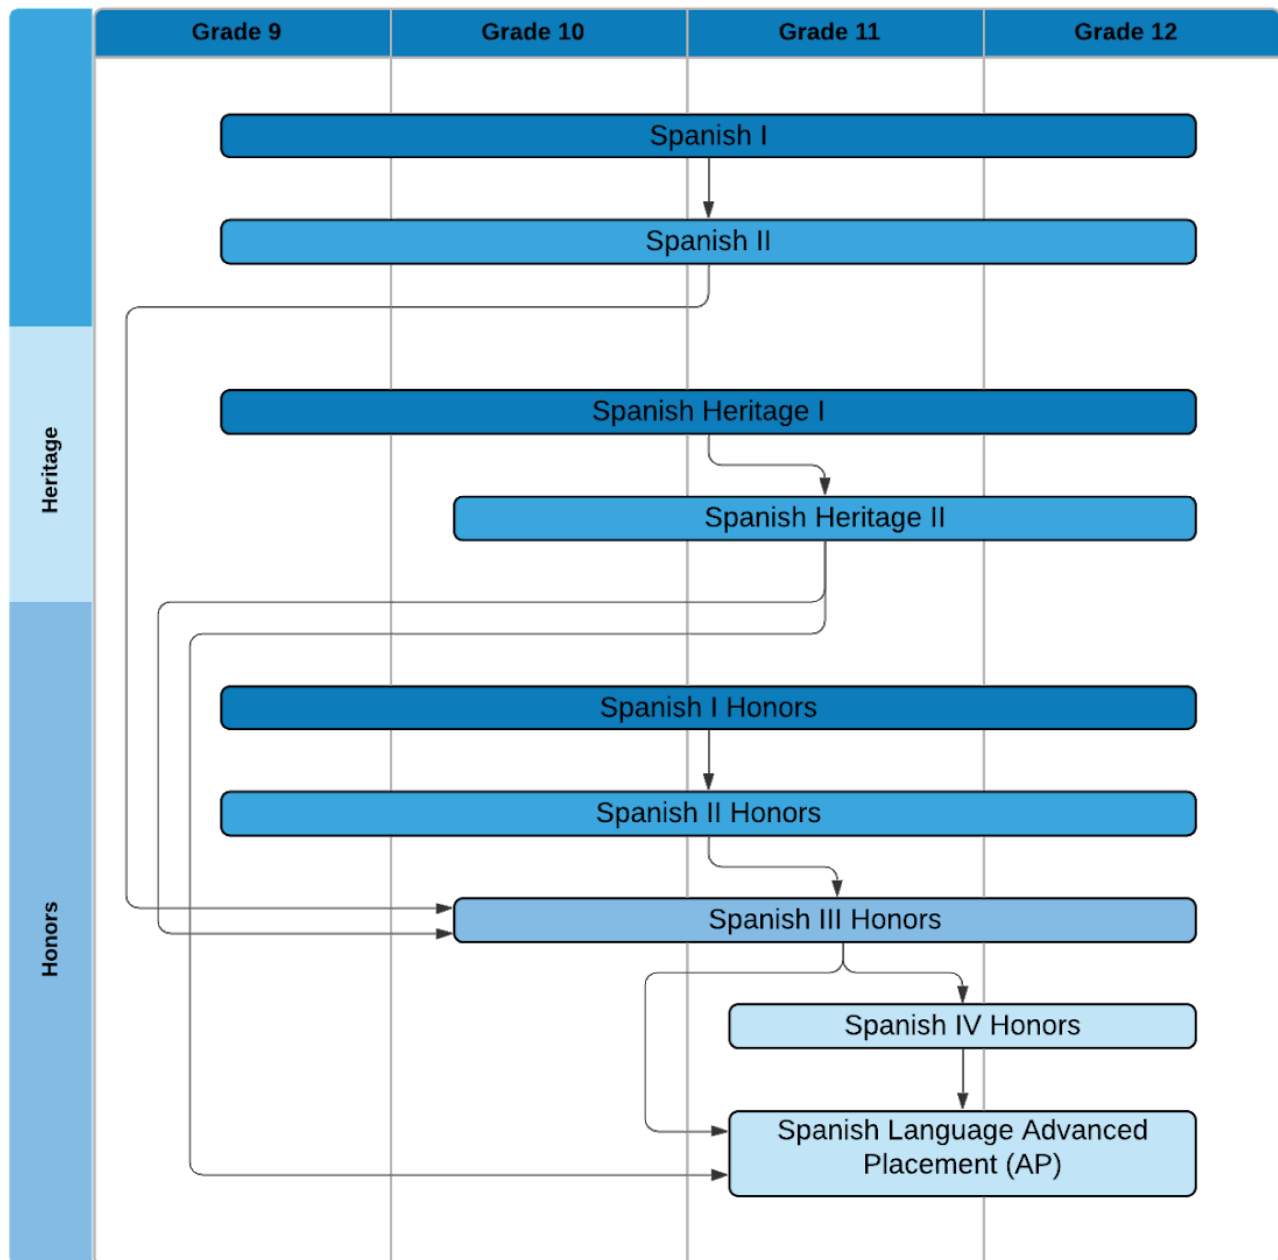 Grade 9
Grade 10
Grade 11
Grade 12
Spanish I
Spanish II
Heritage
Spanish Heritage I
Spanish Heritage II
Honors
Spanish I Honors
Spanish II Honors
Spanish III Honors
Spanish IV Honors
Spanish Language Advanced
Placement (AP)